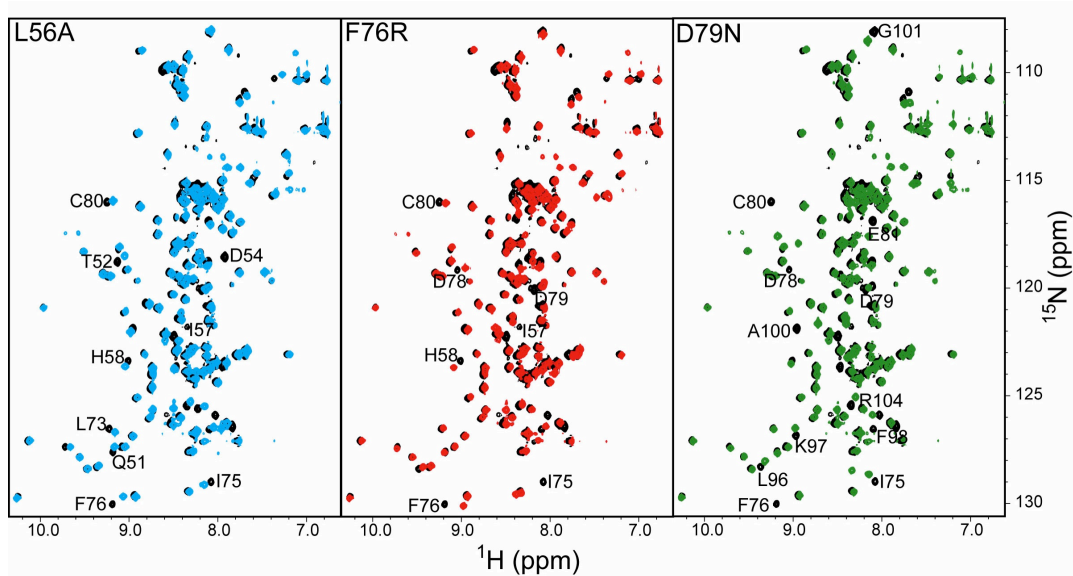 L56A
F76R
D79N
G101
110
115
C80
C80
C80
E81
T52
D54
D78
D78
120
D79
D79
I57
I57
A100
H58
H58
125
R104
L73
F98
K97
Q51
L96
I75
I75
I75
F76
F76
F76
130
10.0 9.0 8.0 7.0
10.0 9.0 8.0 7.0
10.0 9.0 8.0 7.0
¹H (ppm)
¹⁵N (ppm)